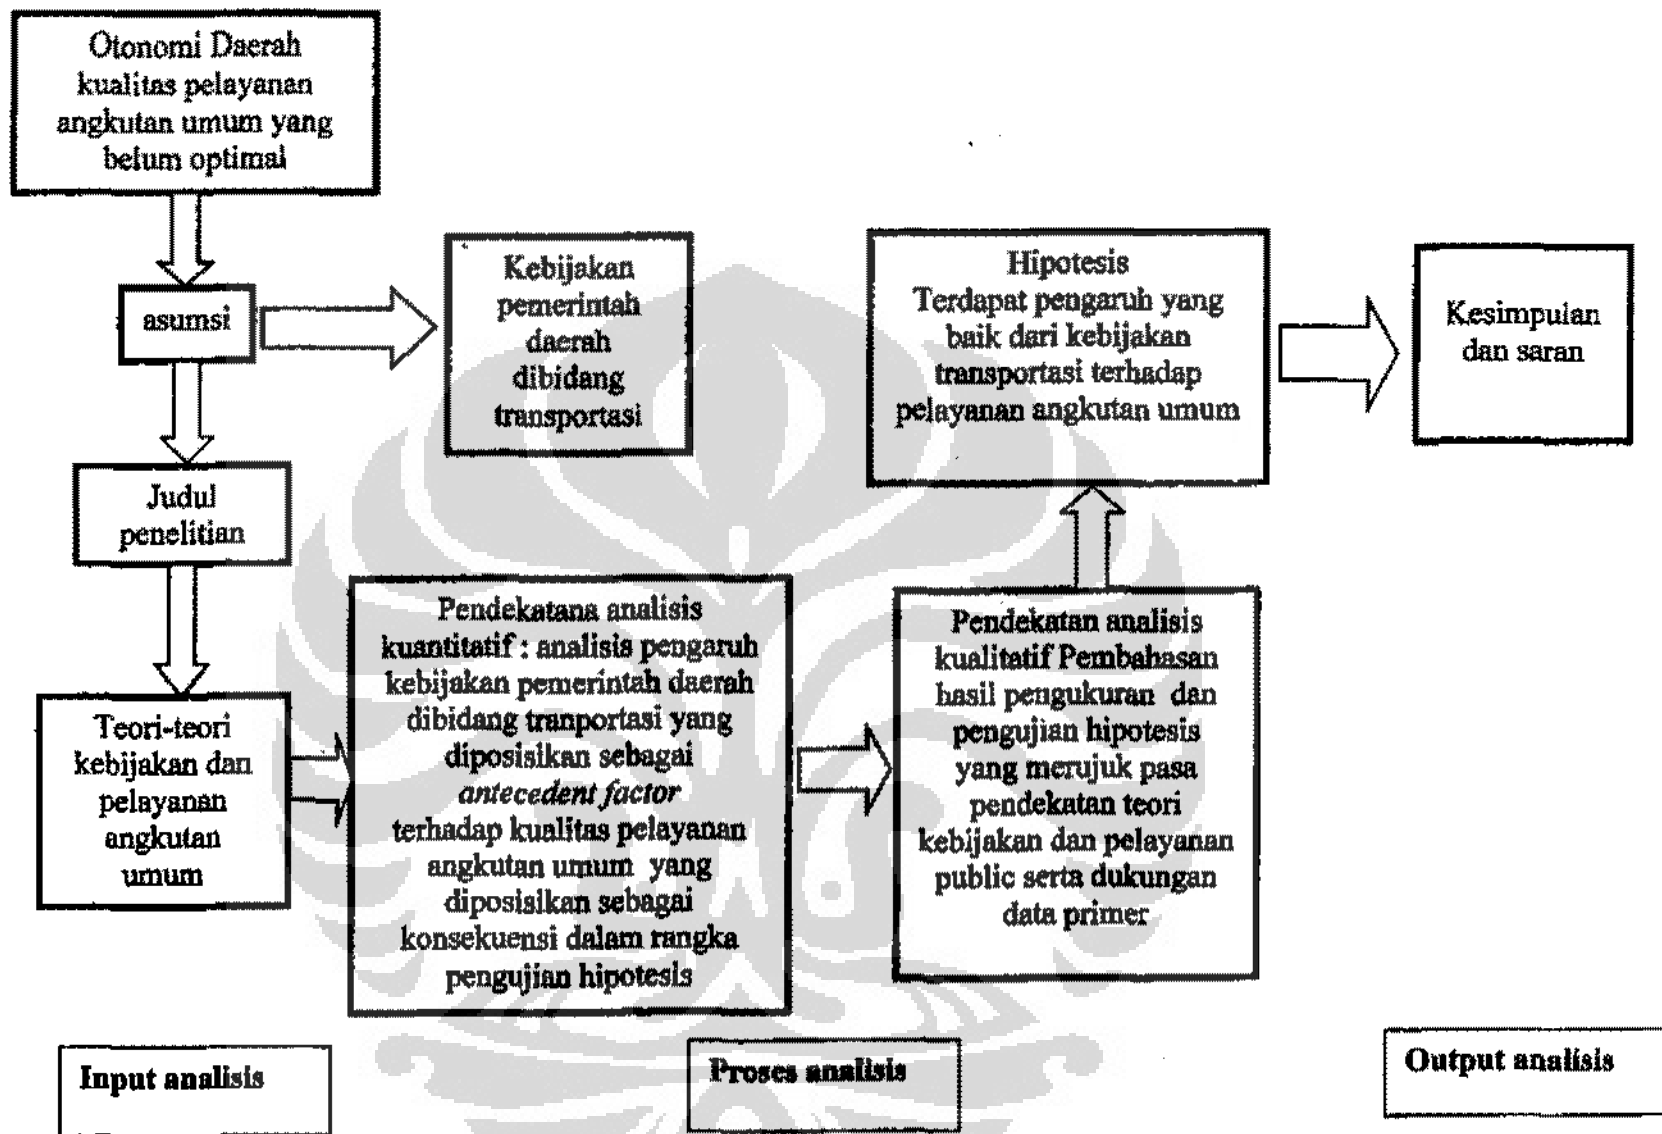 Otonomi Daerah
kualitas pelayanan
angkutan umum yang
belum optimal
asumsi
Kebijakan
pemerintah
daerah
dibidang
transportasi
Hipotesis
Terdapat pengaruh yang
baik dari kebijakan
transportasi terhadap
pelayanan angkutan umum
Kesimpulan
dan saran
Judul
penelitian
Teori-teori
kebijakan dan
pelayanan
angkutan
umum
Pendekatana analisis
kuantitatif : analisis pengaruh
kebijakan pemerintah daerah
dibidang tranportasi yang
diposisikan sebagai
antecedent factor
terhadap kualitas pelayanan
angkutan umum yang
diposisikan sebagai
konsekuensi dalam rangka
pengujian hipotesis
Pendekatan analisis
kualitatif Pembahasan
hasil pengukuran dan
pengujian hipotesis
yang merujuk pasa
pendekatan teori
kebijakan dan pelayanan
public serta dukungan
data primer
Input analisis
Proses analisis
Output analisis